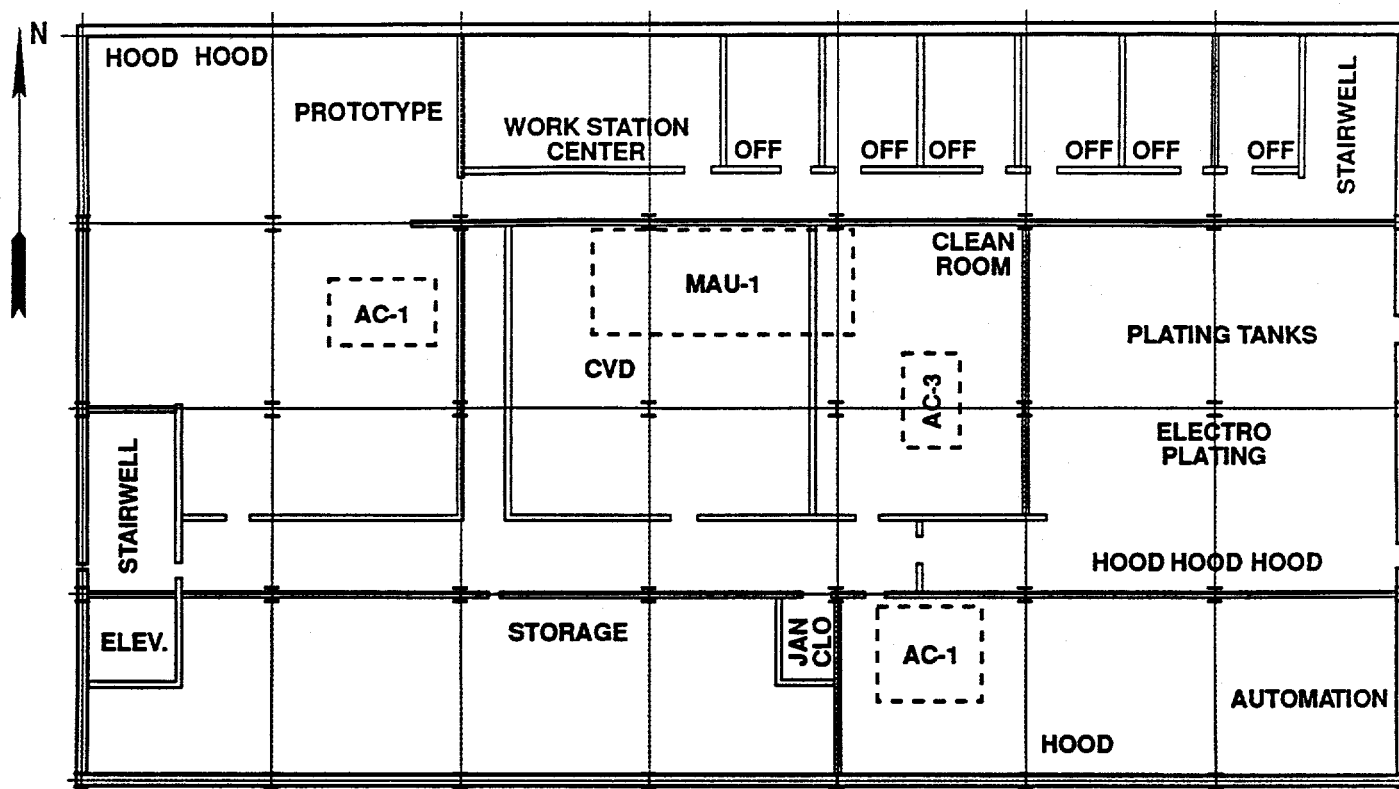 N
HOOD HOOD
PROTOTYPE
WORK STATION
CENTER
OFF
OFF OFF
OFF OFF
OFF
STAIRWELL
CLEAN
ROOM
MAU-1
AC-1
PLATING TANKS
CVD
AC-3
ELECTRO
PLATING
STAIRWELL
HOOD HOOD HOOD
ELEV.
STORAGE
JAN
CLO
AC-1
AUTOMATION
HOOD